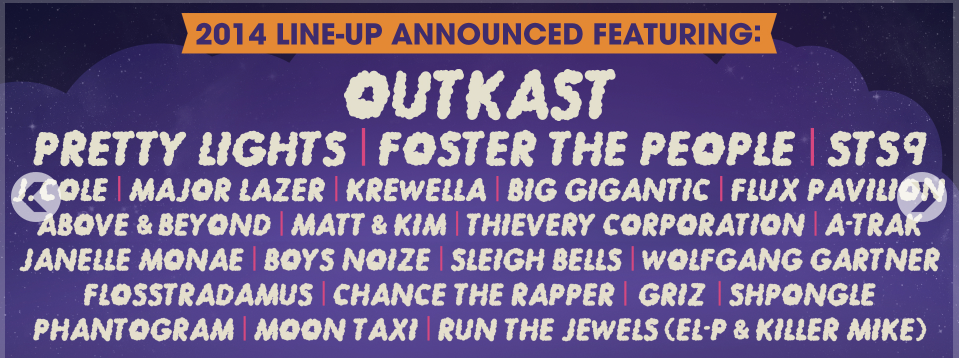 2014 LINE-UP ANNOUNCED FEATURING:
OUTKAST
PRETTY LIGHTS | FOSTER THE PEOPLE | STS9
J. COLE | MAJOR LAZER | KREWELLA | BIG GIGANTIC | FLUX PAVILION
ABOVE & BEYOND | MATT & KIM | THIEVERY CORPORATION | A-TRAK
JANELLE MONAE | BOYS NOIZE | SLEIGH BELLS | WOLFGANG GARTNER
FLOSSTRADAMUS | CHANCE THE RAPPER | GRIZ | SHPONGLE
PHANTOGRAM | MOON TAXI | RUN THE JEWELS (EL-P & KILLER MIKE)